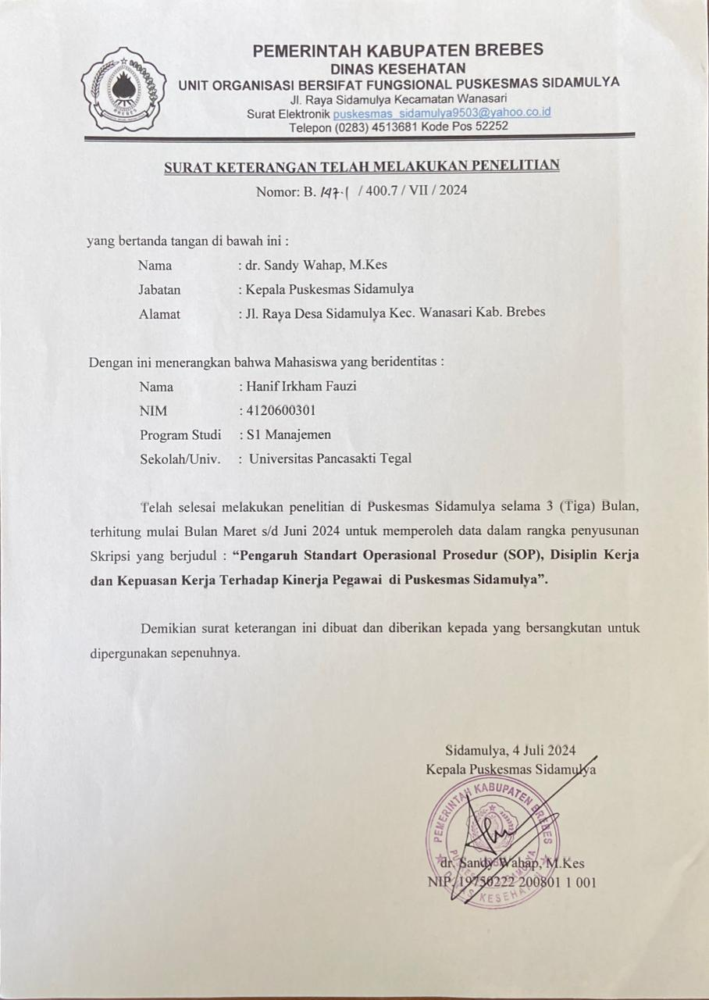 PEMERINTAH KABUPATEN BREBES
DINAS KESEHATAN
UNIT ORGANISASI BERSIFAT FUNGSIONAL PUSKESMAS SIDAMULYA
Jl. Raya Sidamulya Kecamatan Wanasari
Surat Elektronik puskesmas_sidamulya9503@yahoo.co.id
Telepon (0283) 4513681 Kode Pos 52252
BREBES
SURAT KETERANGAN TELAH MELAKUKAN PENELITIAN
Nomor: B. 147.1 / 400.7 / VII / 2024
yang bertanda tangan di bawah ini :
Nama : dr. Sandy Wahap, M.Kes
Jabatan : Kepala Puskesmas Sidamulya
Alamat : Jl. Raya Desa Sidamulya Kec. Wanasari Kab. Brebes
Dengan ini menerangkan bahwa Mahasiswa yang beridentitas :
Nama : Hanif Irkham Fauzi
NIM : 4120600301
Program Studi : S1 Manajemen
Sekolah/Univ. : Universitas Pancasakti Tegal
Telah selesai melakukan penelitian di Puskesmas Sidamulya selama 3 (Tiga) Bulan,
terhitung mulai Bulan Maret s/d Juni 2024 untuk memperoleh data dalam rangka penyusunan
Skripsi yang berjudul : “Pengaruh Standart Operasional Prosedur (SOP), Disiplin Kerja
dan Kepuasan Kerja Terhadap Kinerja Pegawai di Puskesmas Sidamulya”.
Demikian surat keterangan ini dibuat dan diberikan kepada yang bersangkutan untuk
dipergunakan sepenuhnya.
Sidamulya, 4 Juli 2024
Kepala Puskesmas Sidamulya
PEMERINTAH KABUPATEN BREBES
dr. Sandy Wahap, M.Kes
NIP. 19750222 200801 1 001